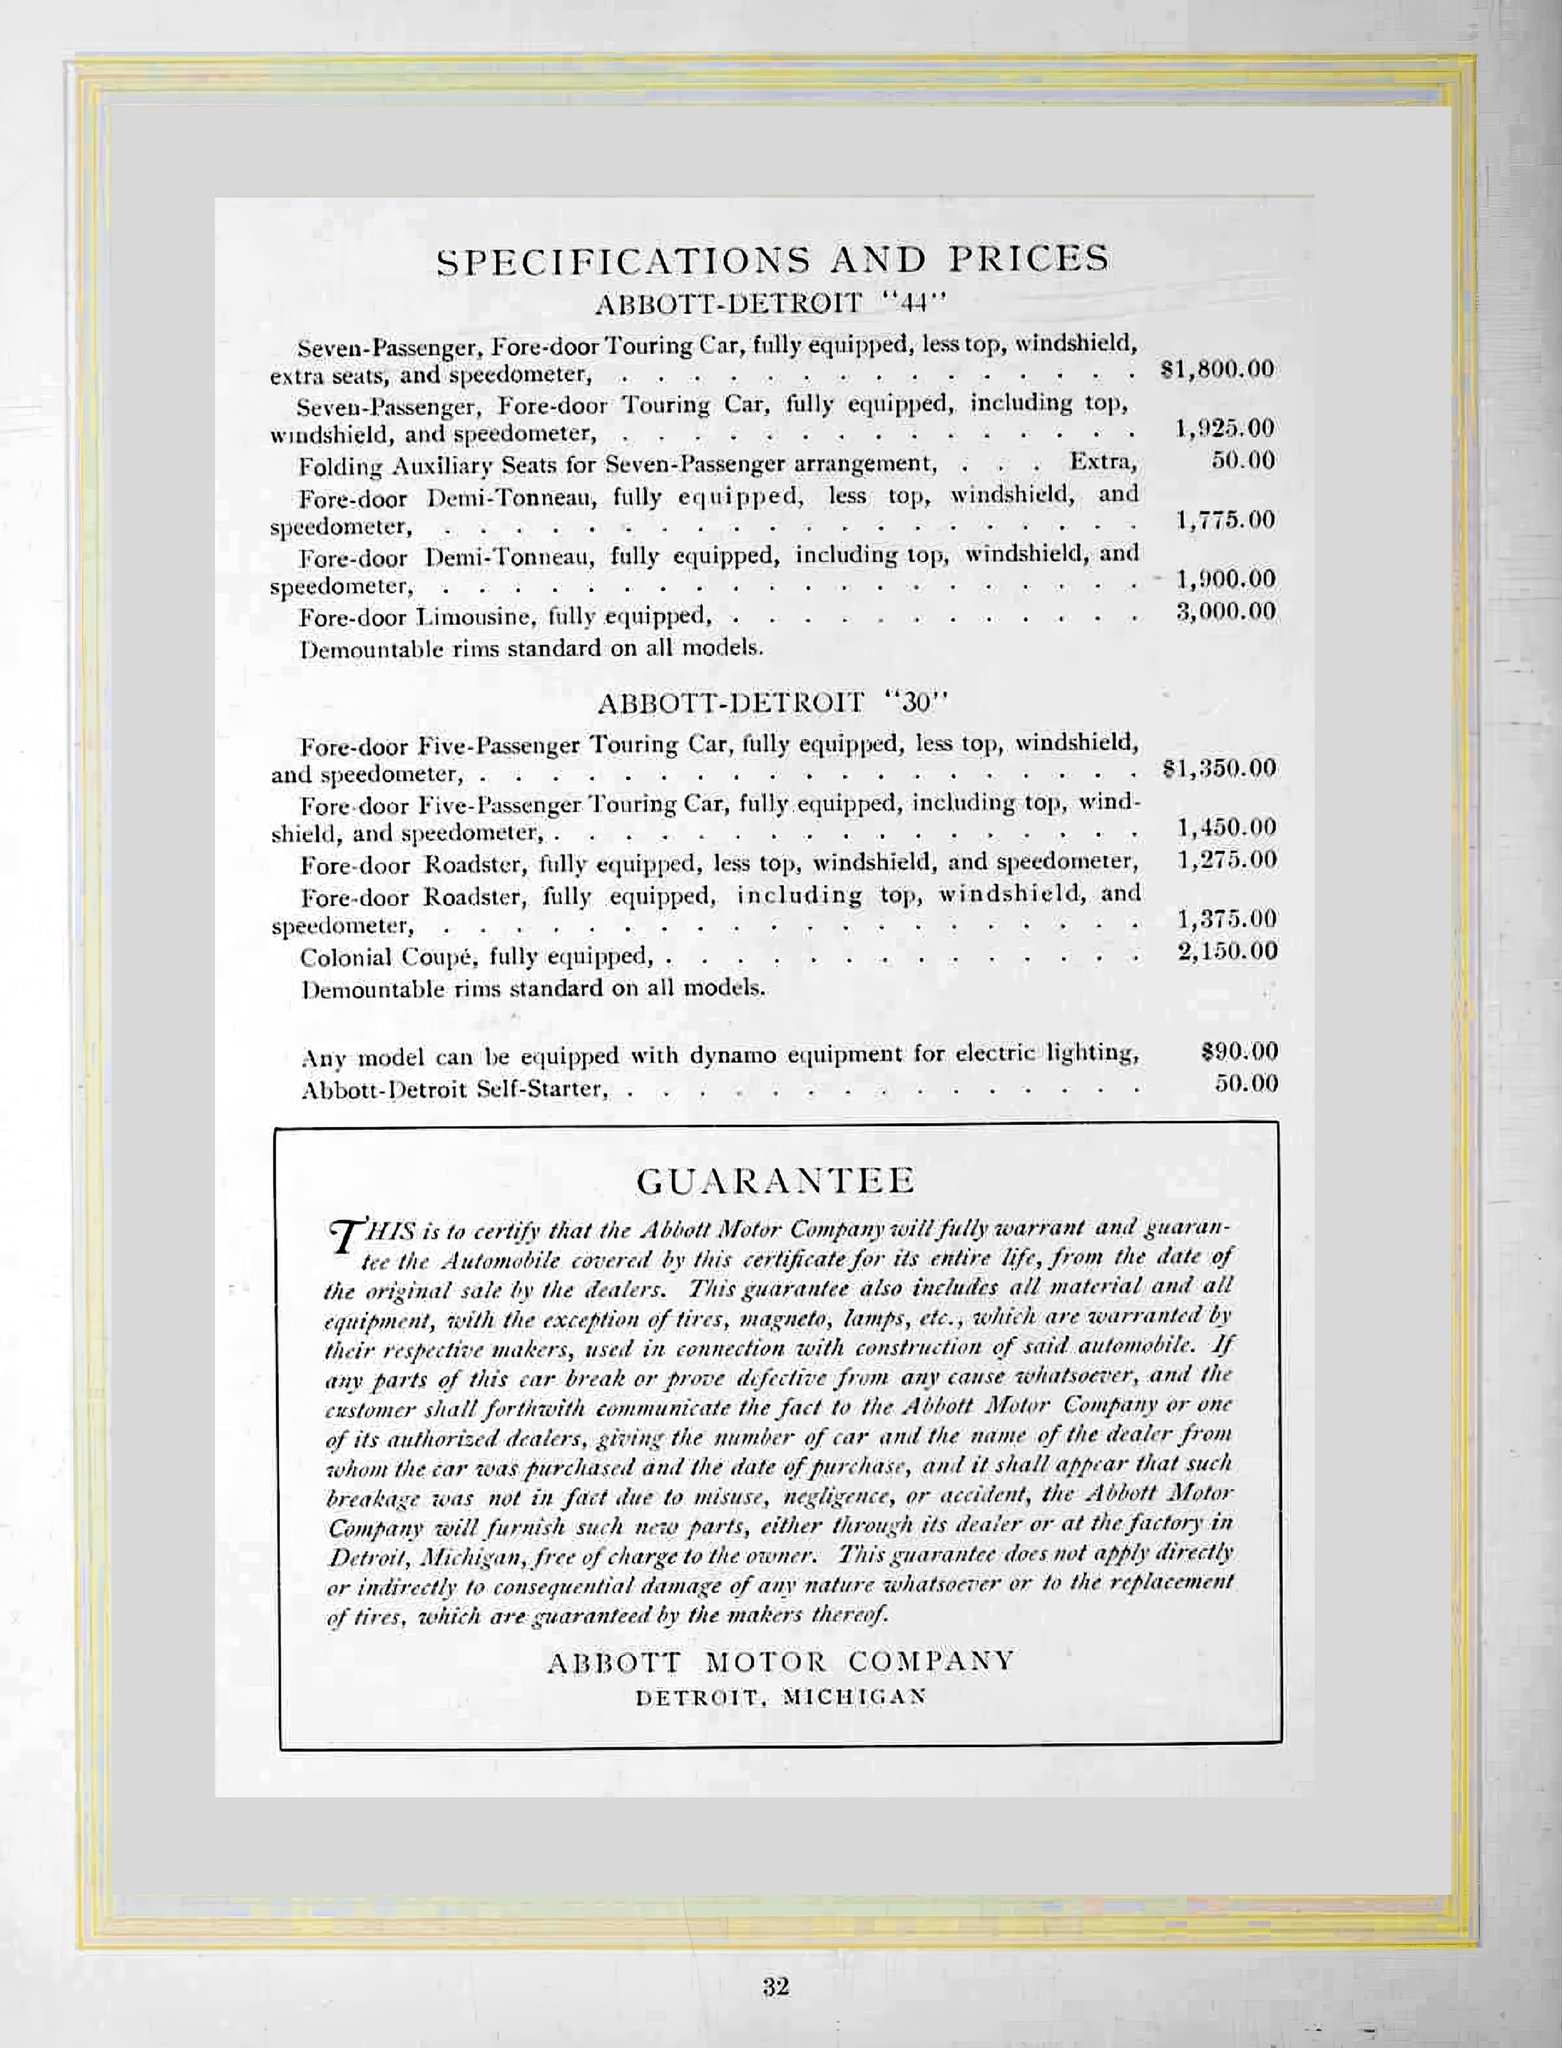 SPECIFICATIONS AND PRICES
ABBOTT-DETROIT "44"
Seven-Passenger, Fore-door Touring Car, fully equipped, less top, windshield,
extra seats, and speedometer, . . . . . . . . . . . . . . . $1,800.00
Seven-Passenger, Fore-door Touring Car, fully equipped, including top,
windshield, and speedometer, . . . . . . . . . . . . . . . 1,925.00
Folding Auxiliary Seats for Seven-Passenger arrangement, . . . Extra, 50.00
Fore-door Demi-Tonneau, fully equipped, less top, windshield, and
speedometer, . . . . . . . . . . . . . . . . . . . . 1,775.00
Fore-door Demi-Tonneau, fully equipped, including top, windshield, and
speedometer, . . . . . . . . . . . . . . . . . . . . 1,900.00
Fore-door Limousine, fully equipped, . . . . . . . . . . . . 3,000.00
Demountable rims standard on all models.
ABBOTT-DETROIT "30"
Fore-door Five-Passenger Touring Car, fully equipped, less top, windshield,
and speedometer, . . . . . . . . . . . . . . . . . . . $1,350.00
Fore-door Five-Passenger Touring Car, fully equipped, including top, wind-
shield, and speedometer, . . . . . . . . . . . . . . . . . 1,450.00
Fore-door Roadster, fully equipped, less top, windshield, and speedometer, 1,275.00
Fore-door Roadster, fully equipped, including top, windshield, and
speedometer, . . . . . . . . . . . . . . . . . . . . 1,375.00
Colonial Coupé, fully equipped, . . . . . . . . . . . . . . 2,150.00
Demountable rims standard on all models.
Any model can be equipped with dynamo equipment for electric lighting, $90.00
Abbott-Detroit Self-Starter, . . . . . . . . . . . . . . . 50.00
GUARANTEE
THIS is to certify that the Abbott Motor Company will fully warrant and guaran-
tee the Automobile covered by this certificate for its entire life, from the date of
the original sale by the dealers. This guarantee also includes all material and all
equipment, with the exception of tires, magneto, lamps, etc., which are warranted by
their respective makers, used in connection with construction of said automobile. If
any parts of this car break or prove defective from any cause whatsoever, and the
customer shall forthwith communicate the fact to the Abbott Motor Company or one
of its authorized dealers, giving the number of car and the name of the dealer from
whom the car was purchased and the date of purchase, and it shall appear that such
breakage was not in fact due to misuse, negligence, or accident, the Abbott Motor
Company will furnish such new parts, either through its dealer or at the factory in
Detroit, Michigan, free of charge to the owner. This guarantee does not apply directly
or indirectly to consequential damage of any nature whatsoever or to the replacement
of tires, which are guaranteed by the makers thereof.
ABBOTT MOTOR COMPANY
DETROIT, MICHIGAN
32